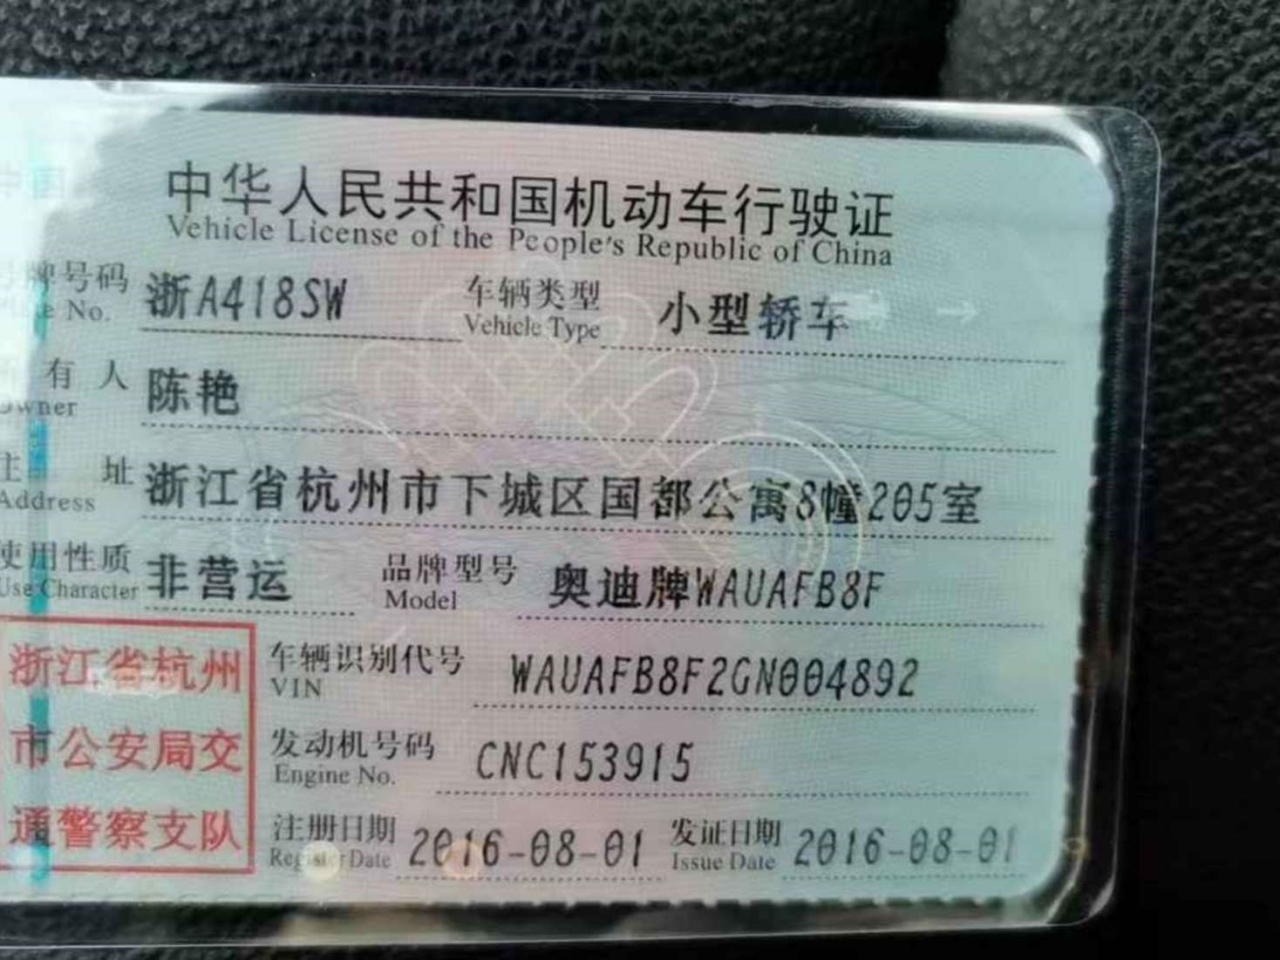 中华人民共和国机动车行驶证
Vehicle License of the People's Republic of China
号牌号码 浙A418SW 车辆类型 小型轿车
Plate No. Vehicle Type
所有人 陈艳
Owner
住址 浙江省杭州市下城区国都公寓8幢205室
Address
使用性质 非营运 品牌型号 奥迪牌WAUAFB8F
Use Character Model
浙江省杭州 车辆识别代号 WAUAFB8F2GN004892
VIN
市公安局交 发动机号码 CNC153915
Engine No.
通警察支队 注册日期 2016-08-01 发证日期 2016-08-01
Register Date Issue Date